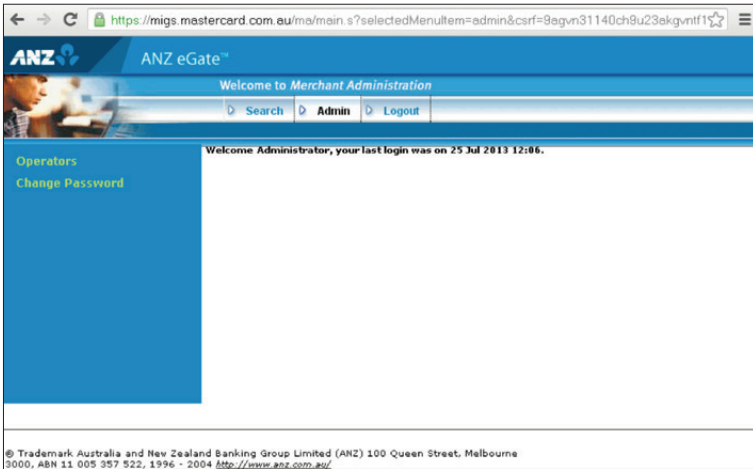 https://migs.mastercard.com.au/ma/main.s?selectedMenuItem=admin&csrf=9agvn31140ch9u23akgvntf1
ANZ ANZ eGate™
Welcome to Merchant Administration
Search Admin Logout
Welcome Administrator, your last login was on 25 Jul 2013 12:06.
Operators
Change Password
® Trademark Australia and New Zealand Banking Group Limited (ANZ) 100 Queen Street, Melbourne
3000, ABN 11 005 357 522, 1996 - 2004 http://www.anz.com.au/